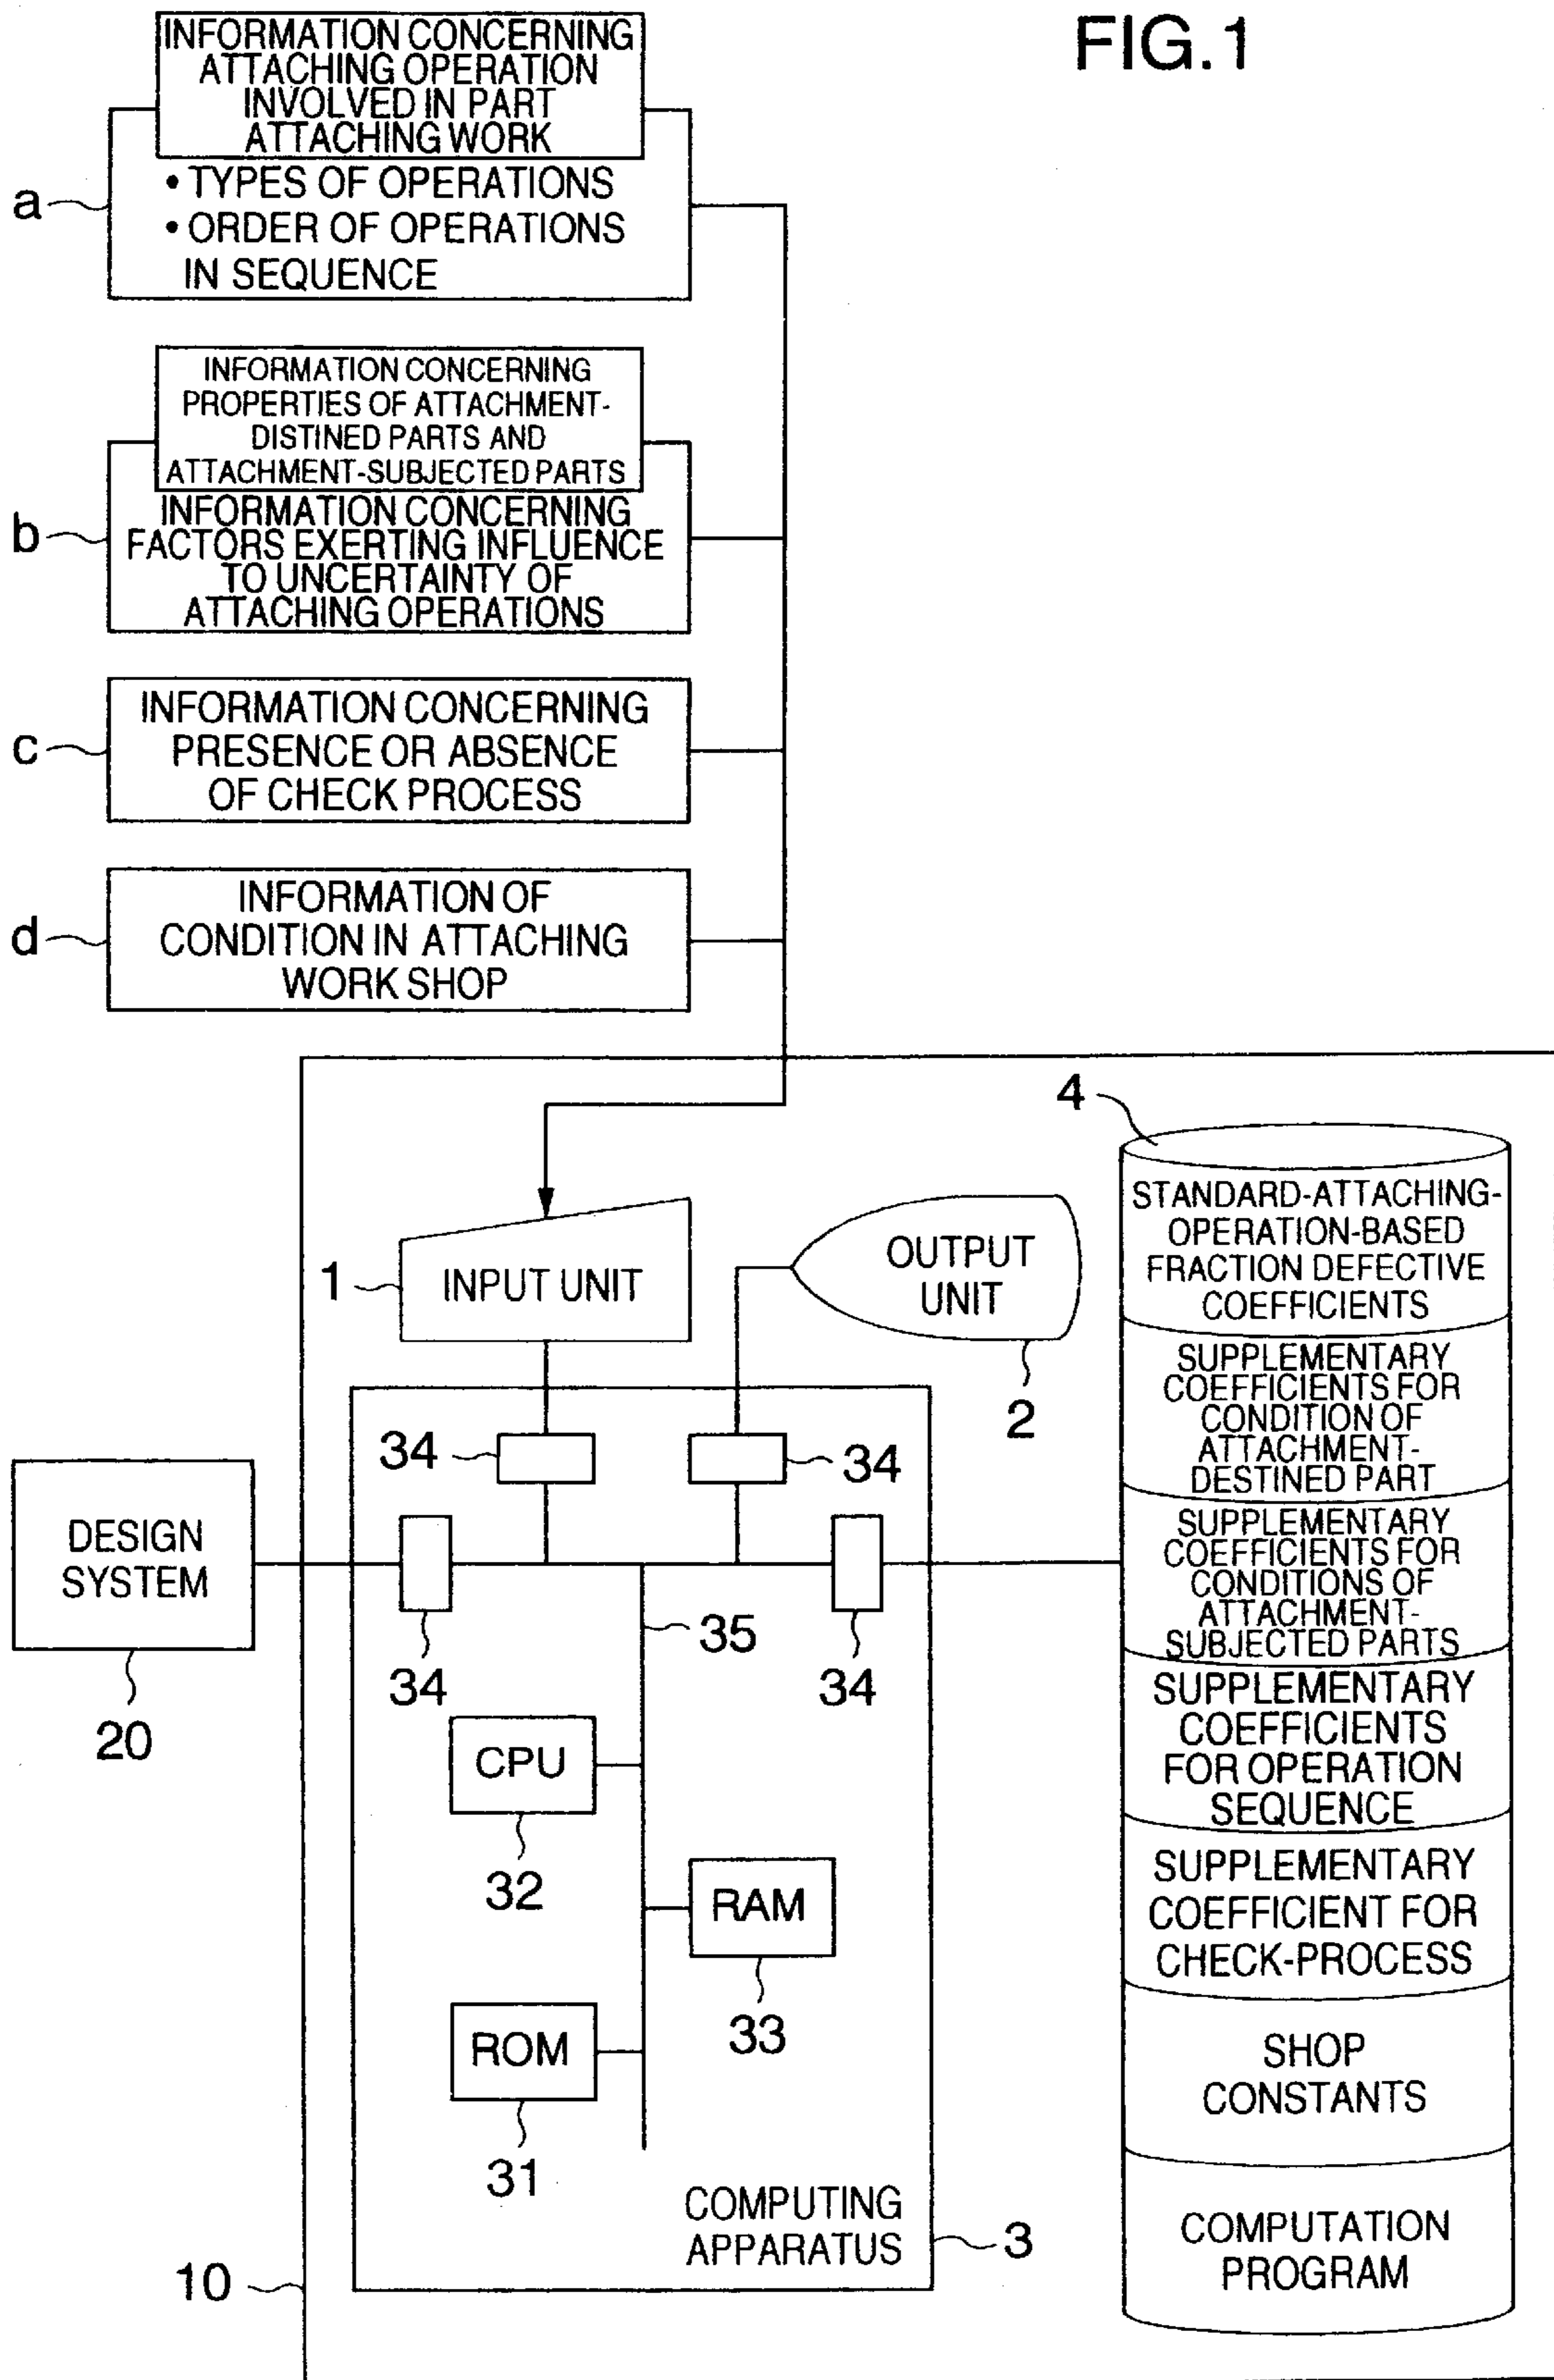 FIG.1
INFORMATION CONCERNING
ATTACHING OPERATION
INVOLVED IN PART
ATTACHING WORK
• TYPES OF OPERATIONS
• ORDER OF OPERATIONS
IN SEQUENCE
a
INFORMATION CONCERNING
PROPERTIES OF ATTACHMENT-
DISTINED PARTS AND
ATTACHMENT-SUBJECTED PARTS
INFORMATION CONCERNING
FACTORS EXERTING INFLUENCE
TO UNCERTAINTY OF
ATTACHING OPERATIONS
b
INFORMATION CONCERNING
PRESENCE OR ABSENCE
OF CHECK PROCESS
c
INFORMATION OF
CONDITION IN ATTACHING
WORK SHOP
d
4
STANDARD-ATTACHING-
OPERATION-BASED
FRACTION DEFECTIVE
COEFFICIENTS
SUPPLEMENTARY
COEFFICIENTS FOR
CONDITION OF
ATTACHMENT-
DESTINED PART
SUPPLEMENTARY
COEFFICIENTS FOR
CONDITIONS OF
ATTACHMENT-
SUBJECTED PARTS
SUPPLEMENTARY
COEFFICIENTS
FOR OPERATION
SEQUENCE
SUPPLEMENTARY
COEFFICIENT FOR
CHECK-PROCESS
SHOP
CONSTANTS
COMPUTATION
PROGRAM
1
INPUT UNIT
OUTPUT
UNIT
2
34
34
DESIGN
SYSTEM
20
34
35
34
CPU
32
RAM
33
ROM
31
COMPUTING
APPARATUS
3
10